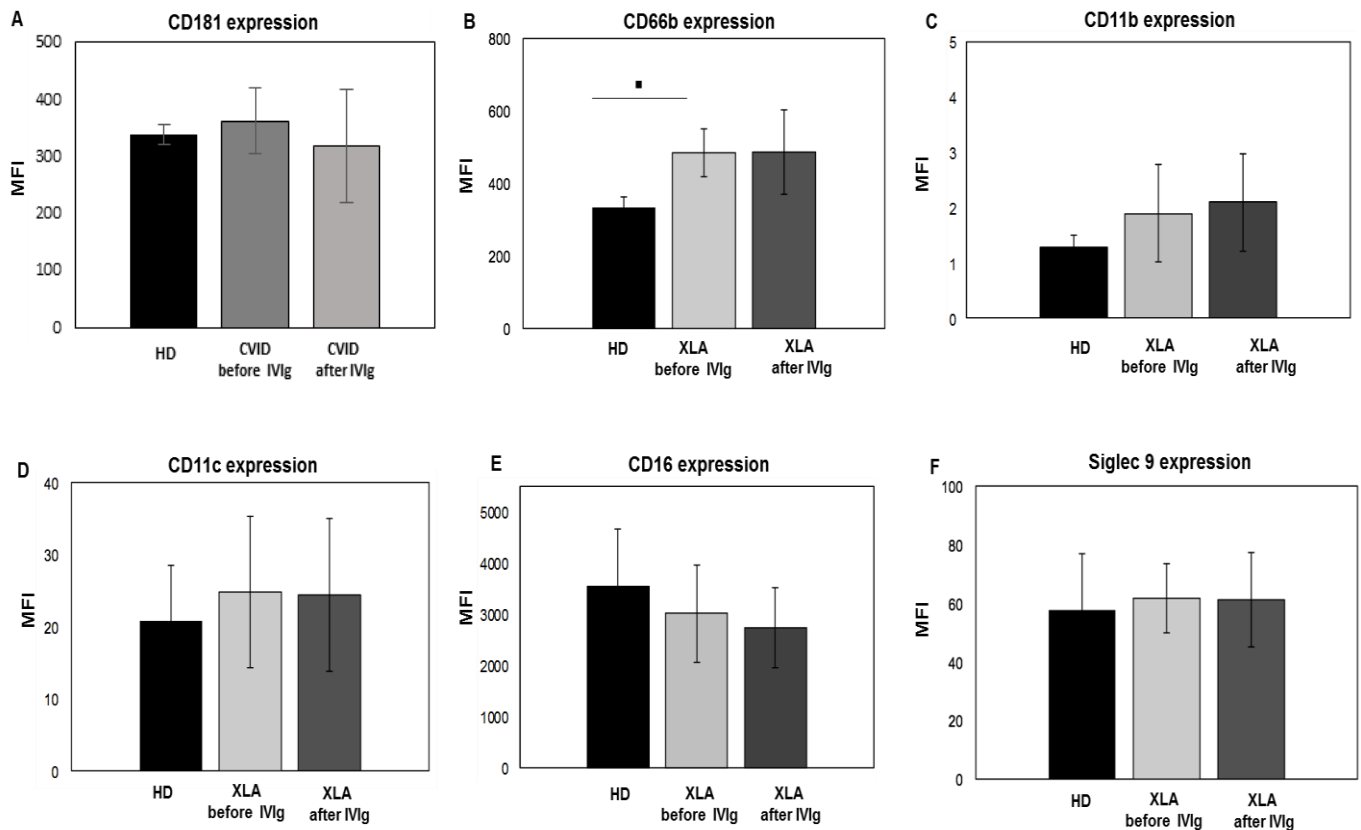 A
CD181 expression
500
400
300
200
100
0
MFI
HD
CVID
before IVIg
CVID
after IVIg
B
CD66b expression
800
600
400
200
0
MFI
HD
XLA
before IVIg
XLA
after IVIg
C
CD11b expression
5
4
3
2
1
0
MFI
HD
XLA
before IVIg
XLA
after IVIg
D
CD11c expression
40
30
20
10
0
MFI
HD
XLA
before IVIg
XLA
after IVIg
E
CD16 expression
5000
4000
3000
2000
1000
0
MFI
HD
XLA
before IVIg
XLA
after IVIg
F
Siglec 9 expression
100
80
60
40
20
0
MFI
HD
XLA
before IVIg
XLA
after IVIg